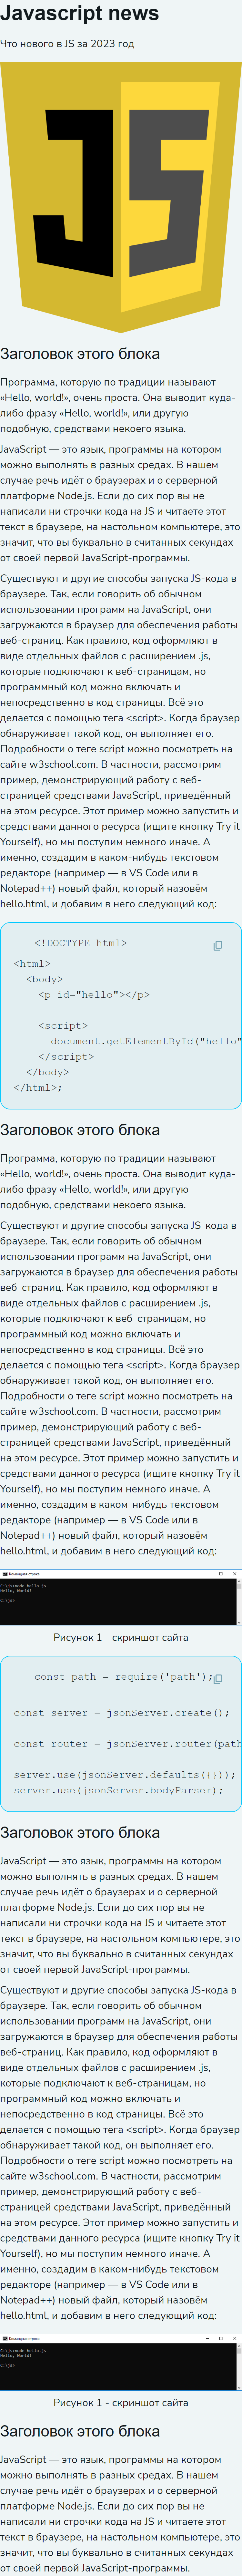 Javascript news
Что нового в JS за 2023 год
JS
Заголовок этого блока
Программа, которую по традиции называют
«Hello, world!», очень проста. Она выводит куда-
либо фразу «Hello, world!», или другую
подобную, средствами некоего языка.
JavaScript — это язык, программы на котором
можно выполнять в разных средах. В нашем
случае речь идёт о браузерах и о серверной
платформе Node.js. Если до сих пор вы не
написали ни строчки кода на JS и читаете этот
текст в браузере, на настольном компьютере, это
значит, что вы буквально в считанных секундах
от своей первой JavaScript-программы.
Существуют и другие способы запуска JS-кода в
браузере. Так, если говорить об обычном
использовании программ на JavaScript, они
загружаются в браузер для обеспечения работы
веб-страниц. Как правило, код оформляют в
виде отдельных файлов с расширением .js,
которые подключают к веб-страницам, но
программный код можно включать и
непосредственно в код страницы. Всё это
делается с помощью тега <script>. Когда браузер
обнаруживает такой код, он выполняет его.
Подробности о теге script можно посмотреть на
сайте w3school.com. В частности, рассмотрим
пример, демонстрирующий работу с веб-
страницей средствами JavaScript, приведённый
на этом ресурсе. Этот пример можно запустить и
средствами данного ресурса (ищите кнопку Try it
Yourself), но мы поступим немного иначе. А
именно, создадим в каком-нибудь текстовом
редакторе (например — в VS Code или в
Notepad++) новый файл, который назовём
hello.html, и добавим в него следующий код:
<!DOCTYPE html>
<html>
<body>
<p id="hello"></p>
<script>
document.getElementById("hello"
</script>
</body>
</html>;
Заголовок этого блока
Программа, которую по традиции называют
«Hello, world!», очень проста. Она выводит куда-
либо фразу «Hello, world!», или другую
подобную, средствами некоего языка.
Существуют и другие способы запуска JS-кода в
браузере. Так, если говорить об обычном
использовании программ на JavaScript, они
загружаются в браузер для обеспечения работы
веб-страниц. Как правило, код оформляют в
виде отдельных файлов с расширением .js,
которые подключают к веб-страницам, но
программный код можно включать и
непосредственно в код страницы. Всё это
делается с помощью тега <script>. Когда браузер
обнаруживает такой код, он выполняет его.
Подробности о теге script можно посмотреть на
сайте w3school.com. В частности, рассмотрим
пример, демонстрирующий работу с веб-
страницей средствами JavaScript, приведённый
на этом ресурсе. Этот пример можно запустить и
средствами данного ресурса (ищите кнопку Try it
Yourself), но мы поступим немного иначе. А
именно, создадим в каком-нибудь текстовом
редакторе (например — в VS Code или в
Notepad++) новый файл, который назовём
hello.html, и добавим в него следующий код:
Командная строка
C:\js>node hello.js
Hello, World!
C:\js>
Рисунок 1 - скриншот сайта
const path = require('path');
const server = jsonServer.create();
const router = jsonServer.router(path
server.use(jsonServer.defaults({}));
server.use(jsonServer.bodyParser);
Заголовок этого блока
JavaScript — это язык, программы на котором
можно выполнять в разных средах. В нашем
случае речь идёт о браузерах и о серверной
платформе Node.js. Если до сих пор вы не
написали ни строчки кода на JS и читаете этот
текст в браузере, на настольном компьютере, это
значит, что вы буквально в считанных секундах
от своей первой JavaScript-программы.
Существуют и другие способы запуска JS-кода в
браузере. Так, если говорить об обычном
использовании программ на JavaScript, они
загружаются в браузер для обеспечения работы
веб-страниц. Как правило, код оформляют в
виде отдельных файлов с расширением .js,
которые подключают к веб-страницам, но
программный код можно включать и
непосредственно в код страницы. Всё это
делается с помощью тега <script>. Когда браузер
обнаруживает такой код, он выполняет его.
Подробности о теге script можно посмотреть на
сайте w3school.com. В частности, рассмотрим
пример, демонстрирующий работу с веб-
страницей средствами JavaScript, приведённый
на этом ресурсе. Этот пример можно запустить и
средствами данного ресурса (ищите кнопку Try it
Yourself), но мы поступим немного иначе. А
именно, создадим в каком-нибудь текстовом
редакторе (например — в VS Code или в
Notepad++) новый файл, который назовём
hello.html, и добавим в него следующий код:
Командная строка
C:\js>node hello.js
Hello, World!
C:\js>
Рисунок 1 - скриншот сайта
Заголовок этого блока
JavaScript — это язык, программы на котором
можно выполнять в разных средах. В нашем
случае речь идёт о браузерах и о серверной
платформе Node.js. Если до сих пор вы не
написали ни строчки кода на JS и читаете этот
текст в браузере, на настольном компьютере, это
значит, что вы буквально в считанных секундах
от своей первой JavaScript-программы.